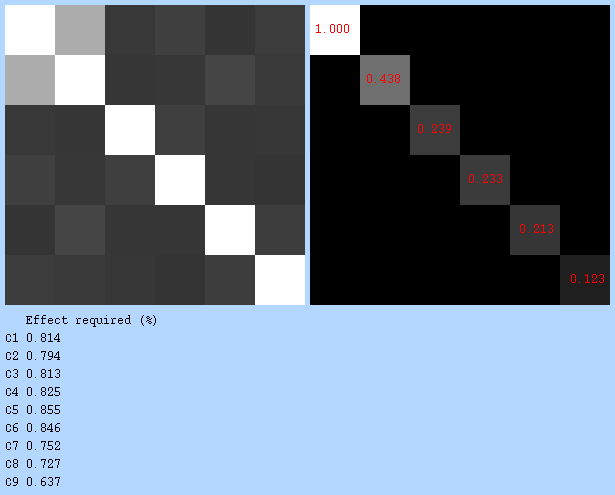 1.000
0.438
0.239
0.233
0.213
0.123
Effect required (%)
C1 0.814
C2 0.794
C3 0.813
C4 0.825
C5 0.855
C6 0.846
C7 0.752
C8 0.727
C9 0.637